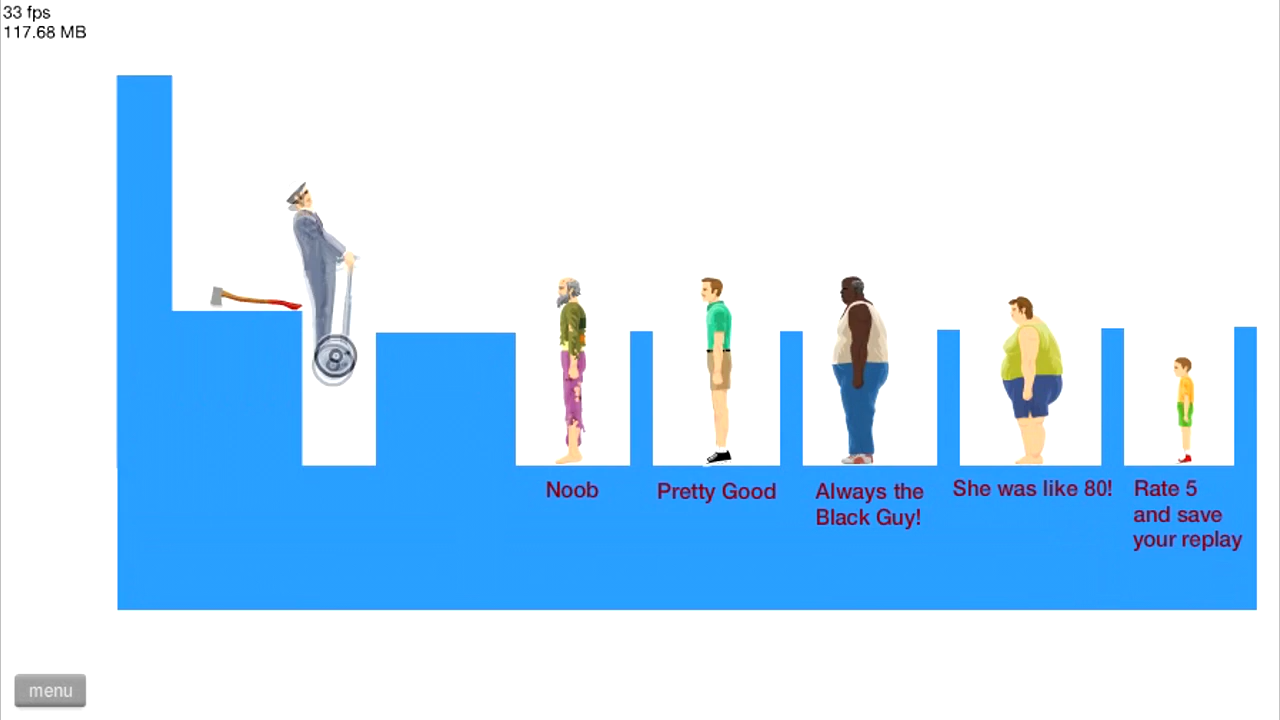 33 fps
117.68 MB
Noob
Pretty Good
Always the
Black Guy!
She was like 80!
Rate 5
and save
your replay
menu